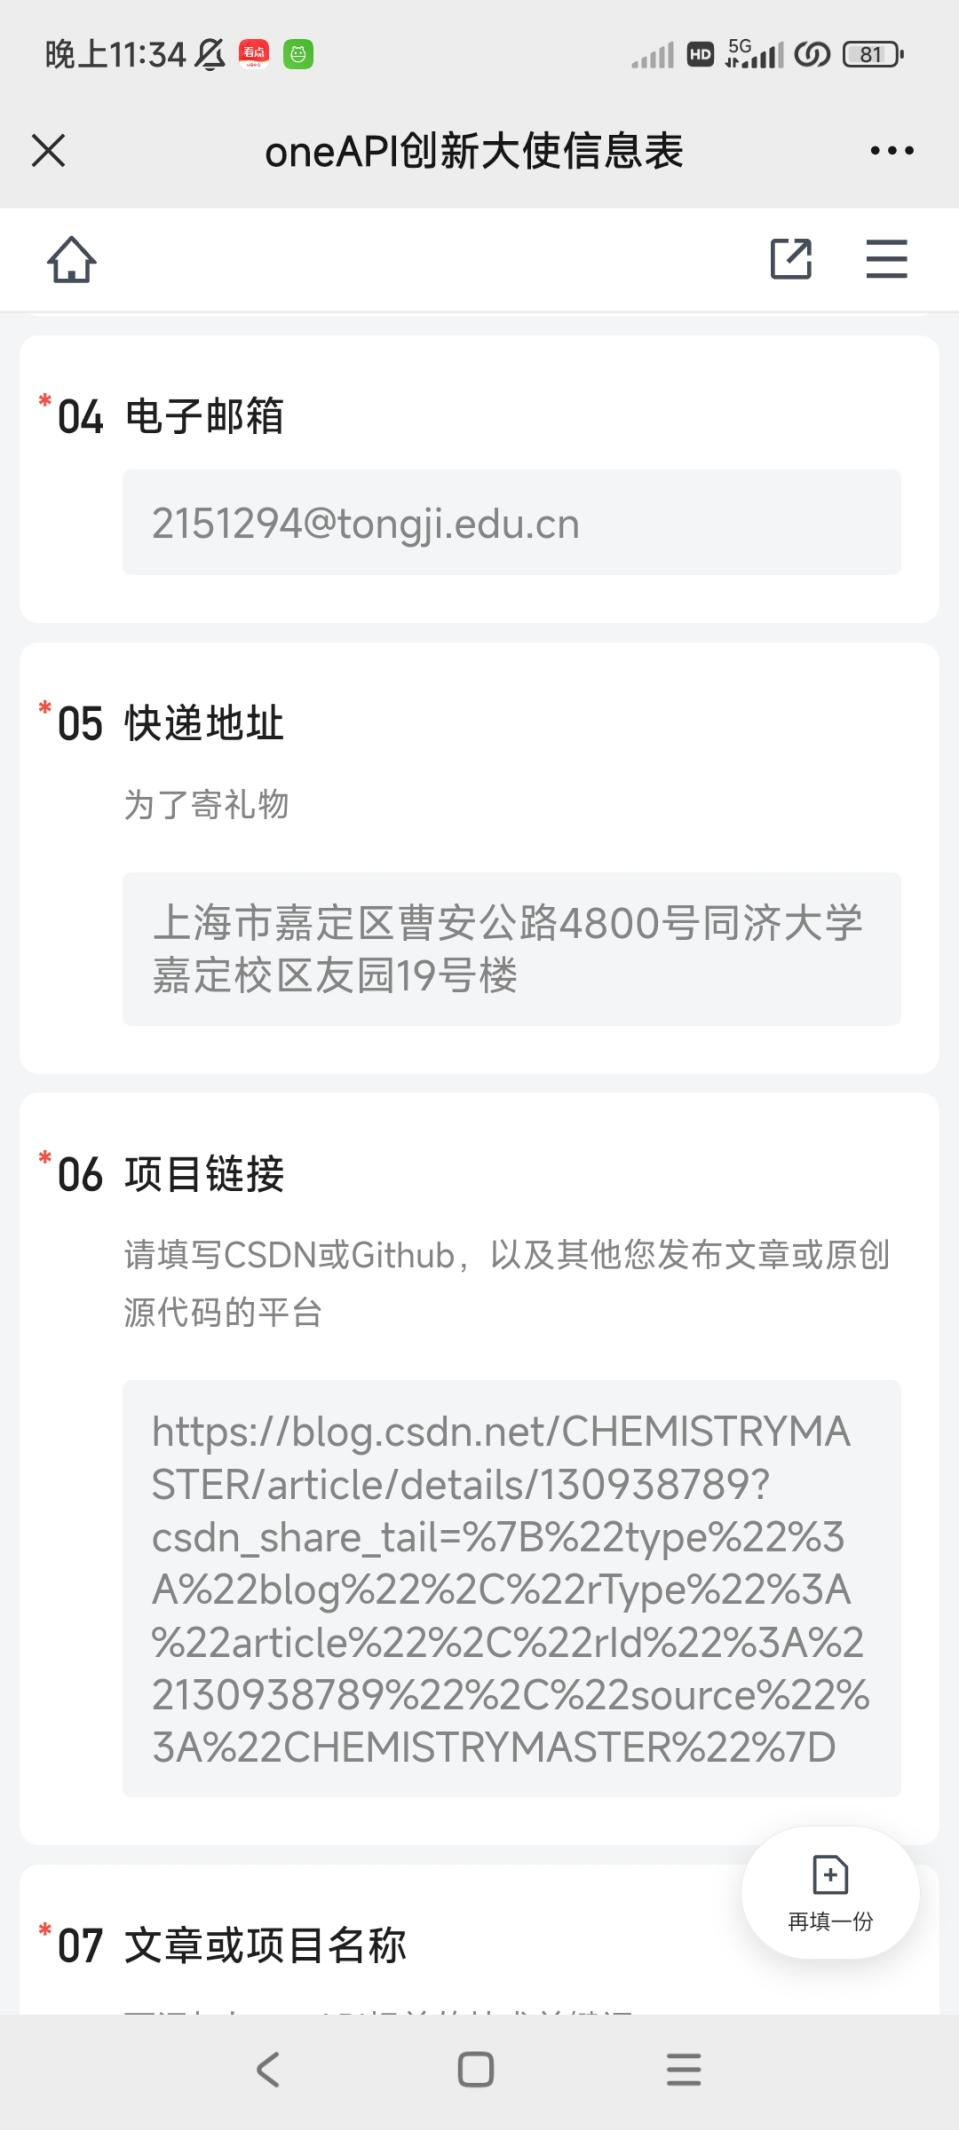 晚上11:34
看点
HD
5G
81
oneAPI创新大使信息表
*04 电子邮箱
2151294@tongji.edu.cn
*05 快递地址
为了寄礼物
上海市嘉定区曹安公路4800号同济大学
嘉定校区友园19号楼
*06 项目链接
请填写CSDN或Github，以及其他您发布文章或原创
源代码的平台
https://blog.csdn.net/CHEMISTRYMA
STER/article/details/130938789?
csdn_share_tail=%7B%22type%22%3
A%22blog%22%2C%22rType%22%3A
%22article%22%2C%22rId%22%3A%2
2130938789%22%2C%22source%22%
3A%22CHEMISTRYMASTER%22%7D
再填一份
*07 文章或项目名称